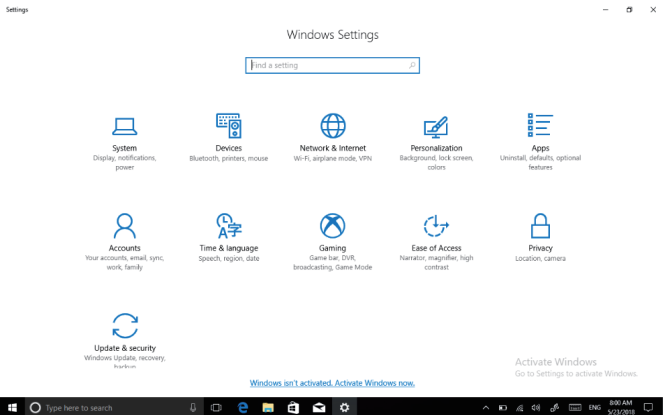 Settings
Windows Settings
Find a setting
System
Display, notifications,
power
Devices
Bluetooth, printers, mouse
Network & Internet
Wi-Fi, airplane mode, VPN
Personalization
Background, lock screen,
colors
Apps
Uninstall, defaults, optional
features
Accounts
Your accounts, email, sync,
work, family
Time & language
Speech, region, date
Gaming
Game bar, DVR,
broadcasting, Game Mode
Ease of Access
Narrator, magnifier, high
contrast
Privacy
Location, camera
Update & security
Windows Update, recovery,
backup
Activate Windows
Go to Settings to activate Windows.
Windows isn't activated. Activate Windows now.
Type here to search
ENG
8:00 AM
5/23/2018